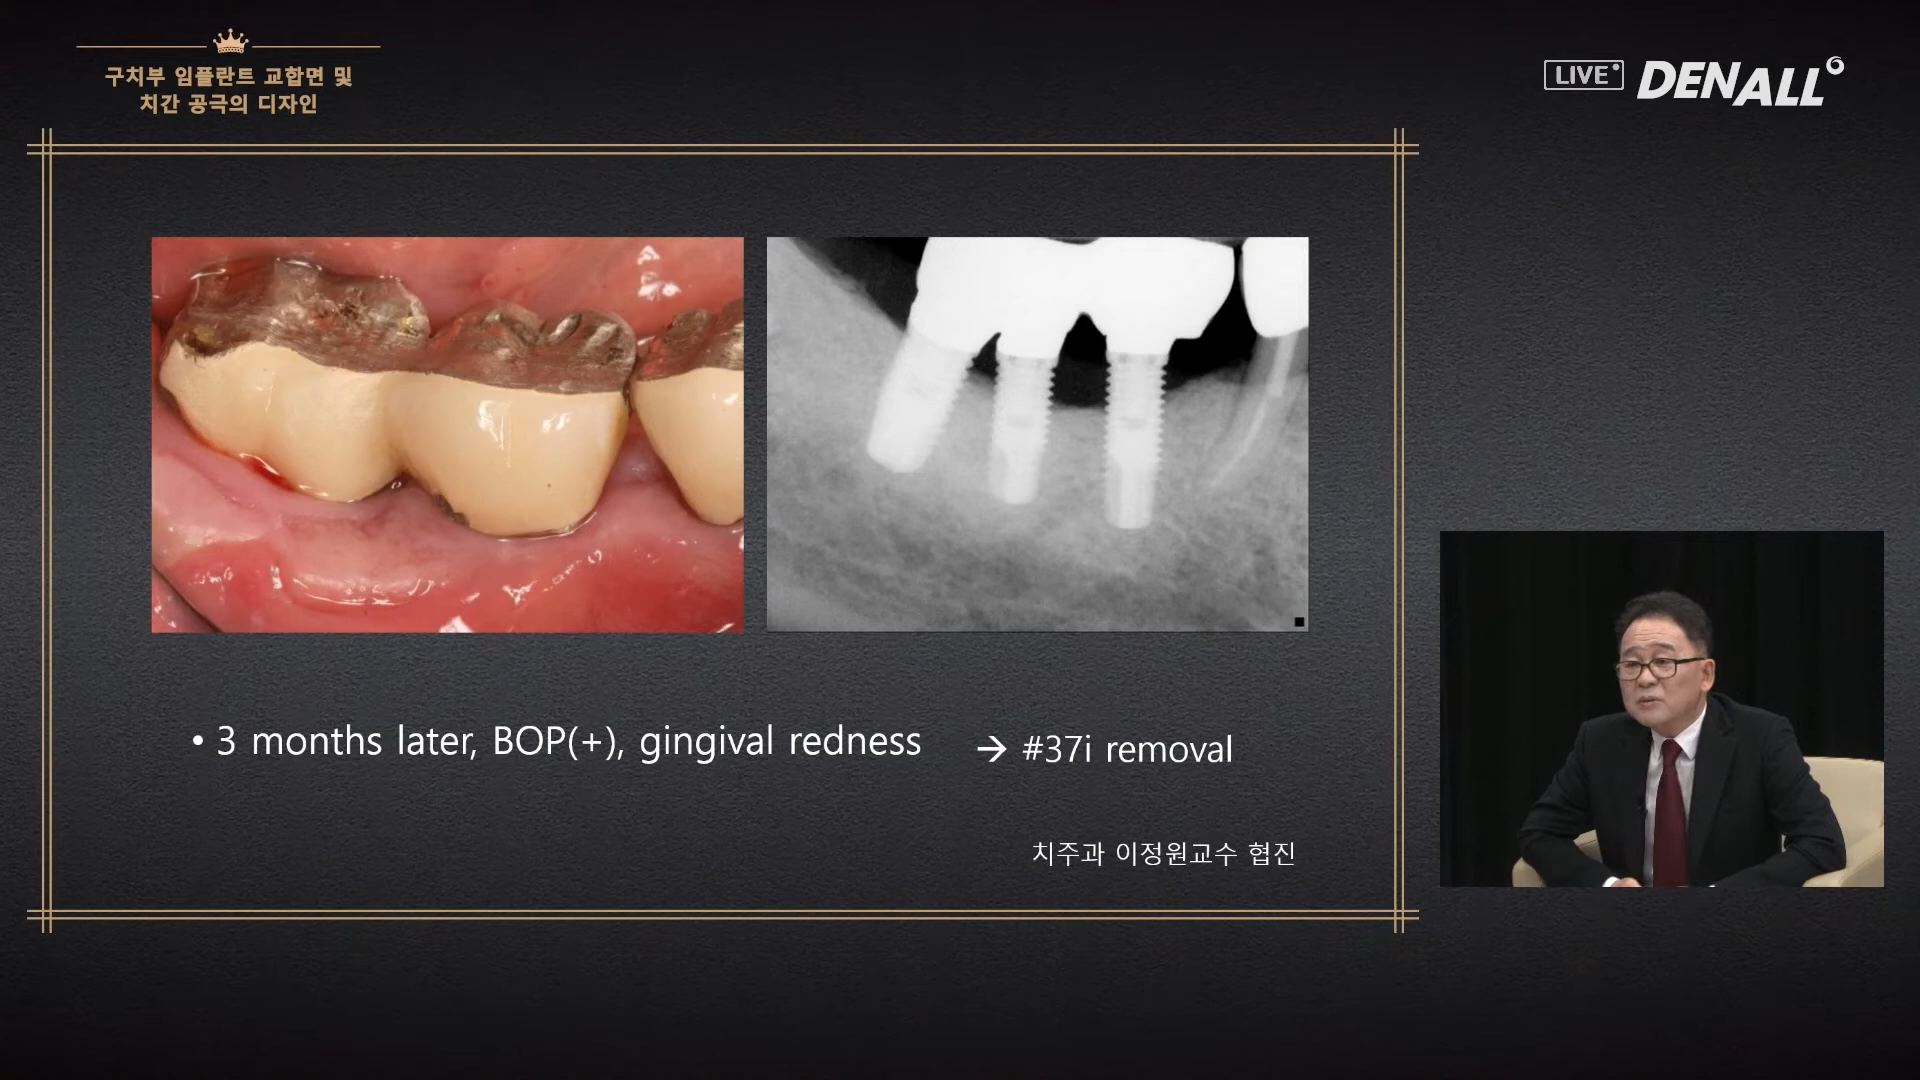 구치부 임플란트 교합면 및
치간 공극의 디자인
LIVE
DENALL
• 3 months later, BOP(+), gingival redness → #37i removal
치주과 이정원교수 협진